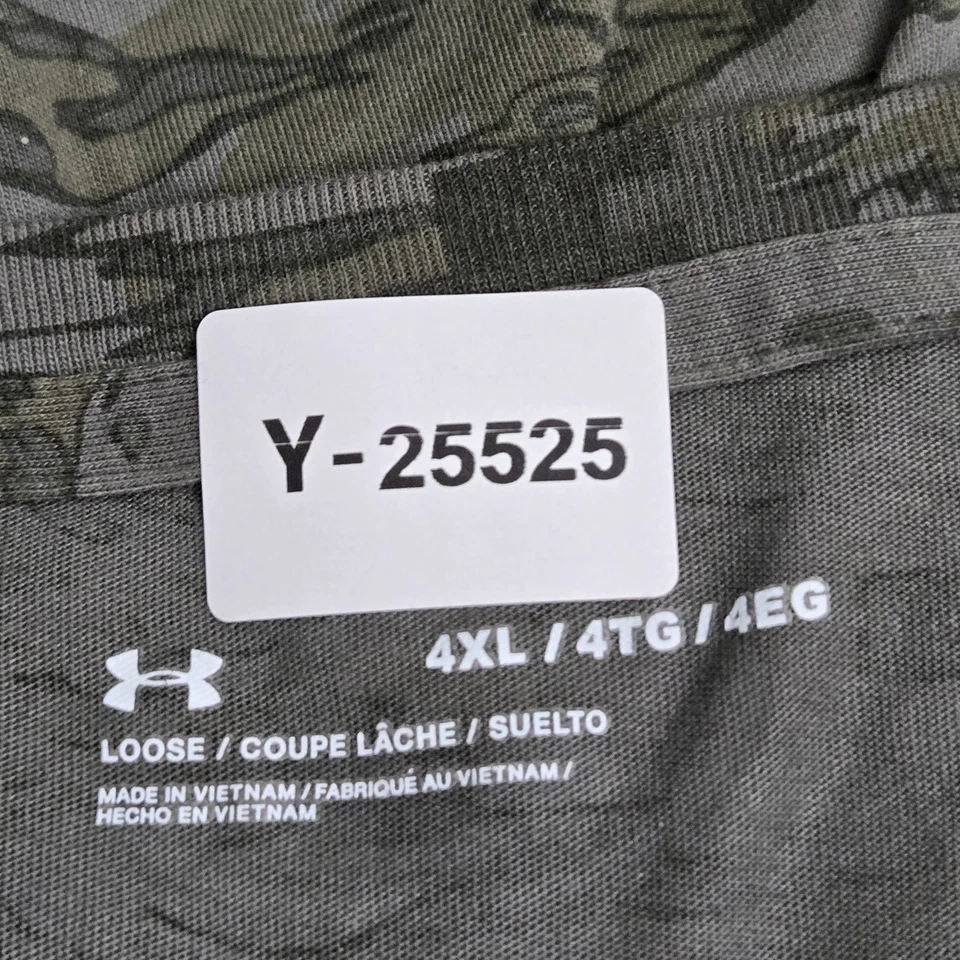 Y-25525
4XL / 4TG / 4EG
LOOSE / COUPE LÂCHE / SUELTO
MADE IN VIETNAM / FABRIQUÉ AU VIETNAM /
HECHO EN VIETNAM